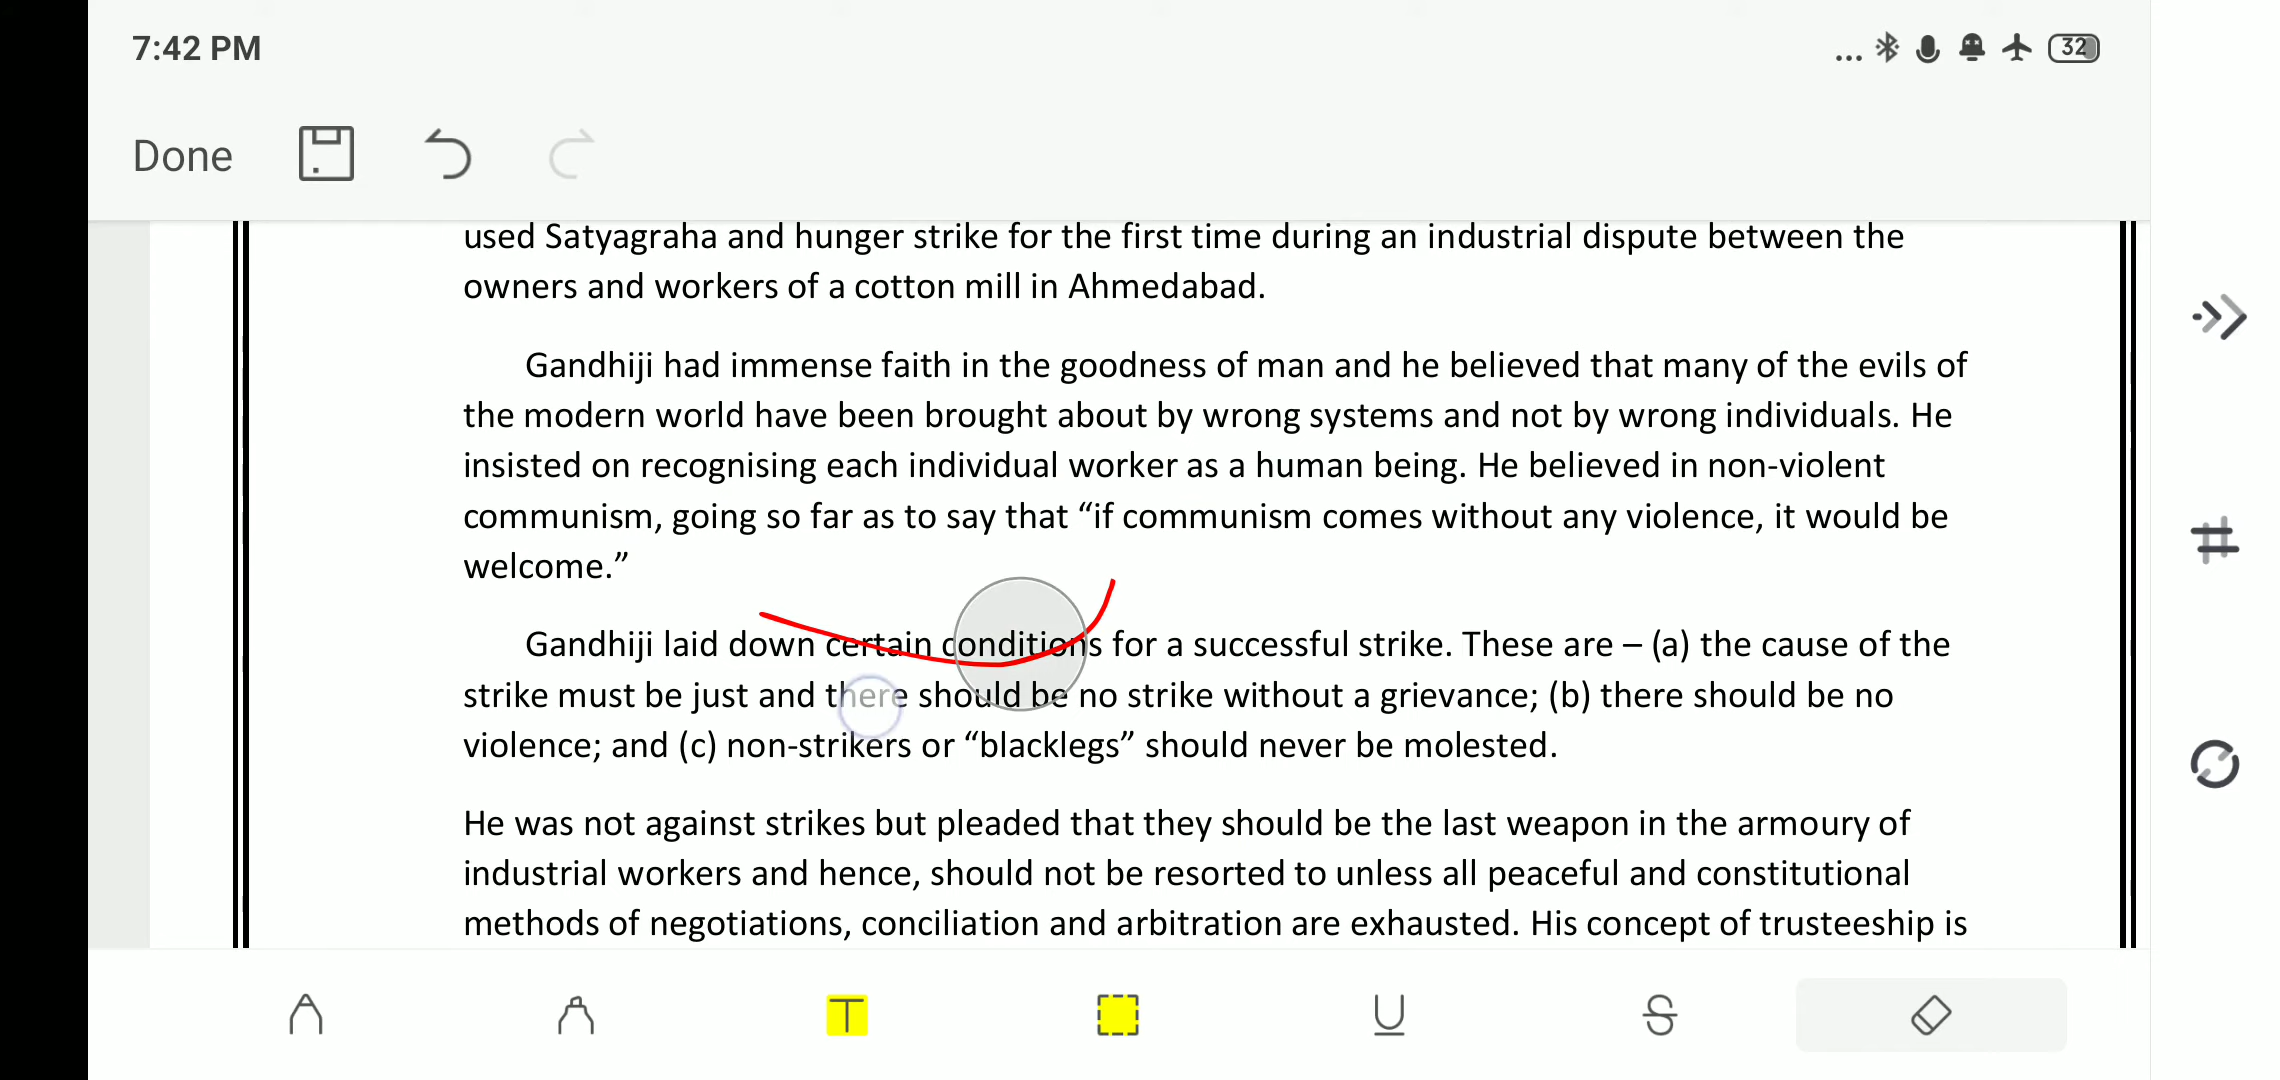 7:42 PM
... 32
Done
used Satyagraha and hunger strike for the first time during an industrial dispute between the
owners and workers of a cotton mill in Ahmedabad.
Gandhiji had immense faith in the goodness of man and he believed that many of the evils of
the modern world have been brought about by wrong systems and not by wrong individuals. He
insisted on recognising each individual worker as a human being. He believed in non-violent
communism, going so far as to say that “if communism comes without any violence, it would be
welcome.”
Gandhiji laid down certain conditions for a successful strike. These are – (a) the cause of the
strike must be just and there should be no strike without a grievance; (b) there should be no
violence; and (c) non-strikers or “blacklegs” should never be molested.
He was not against strikes but pleaded that they should be the last weapon in the armoury of
industrial workers and hence, should not be resorted to unless all peaceful and constitutional
methods of negotiations, conciliation and arbitration are exhausted. His concept of trusteeship is
T U S